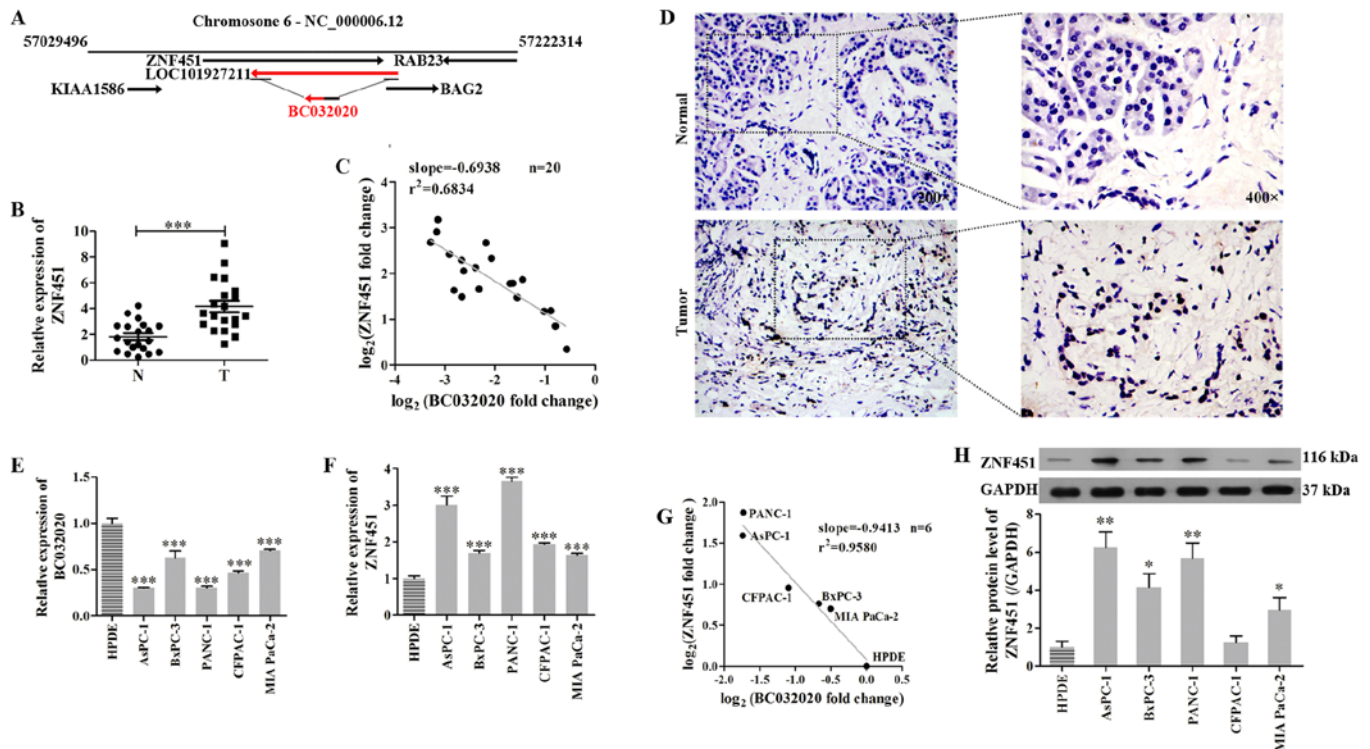 A
Chromosome 6 - NC_000006.12
57029496
57222314
ZNF451
RAB23
LOC101927211
KIAA1586
BAG2
BC032020
B
Relative expression of
ZNF451
10
8
6
4
2
0
***
N
T
C
slope=-0.6938
n=20
r²=0.6834
log₂(ZNF451 fold change)
4
3
2
1
0
-4
-3
-2
-1
0
log₂ (BC032020 fold change)
D
Normal
200×
400×
Tumor
E
Relative expression of
BC032020
1.5
1.0
0.5
0.0
***
***
***
***
***
HPDE
AsPC-1
BxPC-3
PANC-1
CFPAC-1
MIA PaCa-2
F
Relative expression of
ZNF451
4
3
2
1
0
***
***
***
***
***
HPDE
AsPC-1
BxPC-3
PANC-1
CFPAC-1
MIA PaCa-2
G
log₂(ZNF451 fold change)
2.0
1.5
1.0
0.5
0.0
PANC-1
AsPC-1
slope=-0.9413
n=6
r²=0.9580
CFPAC-1
BxPC-3
MIA PaCa-2
HPDE
-2.0
-1.5
-1.0
-0.5
0.0
0.5
log₂ (BC032020 fold change)
H
ZNF451
116 kDa
GAPDH
37 kDa
Relative protein level of
ZNF451 (/GAPDH)
8
6
4
2
0
**
*
**
*
HPDE
AsPC-1
BxPC-3
PANC-1
CFPAC-1
MIA PaCa-2